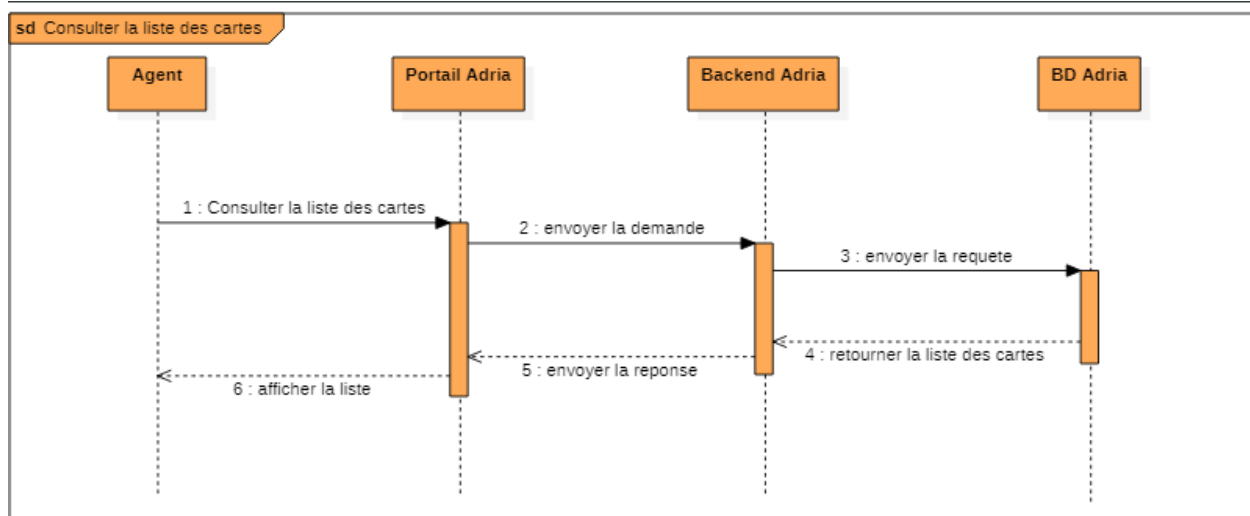 sd Consulter la liste des cartes
Agent
Portail Adria
Backend Adria
BD Adria
1 : Consulter la liste des cartes
2 : envoyer la demande
3 : envoyer la requete
4 : retourner la liste des cartes
5 : envoyer la reponse
6 : afficher la liste